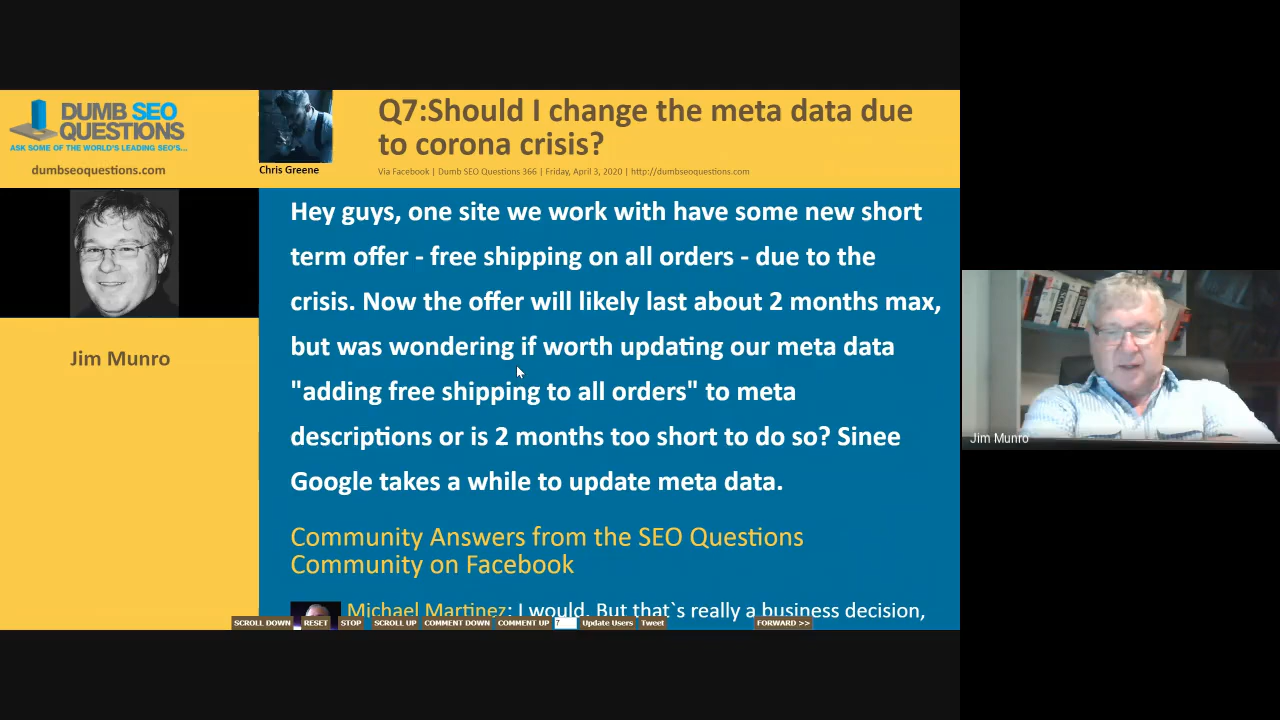 DUMB SEO
QUESTIONS
ASK SOME OF THE WORLD'S LEADING SEO'S...
dumbseoquestions.com
Chris Greene
Q7:Should I change the meta data due
to corona crisis?
Via Facebook | Dumb SEO Questions 366 | Friday, April 3, 2020 | http://dumbseoquestions.com
Jim Munro
Hey guys, one site we work with have some new short
term offer - free shipping on all orders - due to the
crisis. Now the offer will likely last about 2 months max,
but was wondering if worth updating our meta data
"adding free shipping to all orders" to meta
descriptions or is 2 months too short to do so? Sinee
Google takes a while to update meta data.
Community Answers from the SEO Questions
Community on Facebook
Michael Martinez: I would. But that`s really a business decision,
SCROLL DOWN RESET STOP SCROLL UP COMMENT DOWN COMMENT UP 7 Update Users Tweet FORWARD >>
Jim Munro